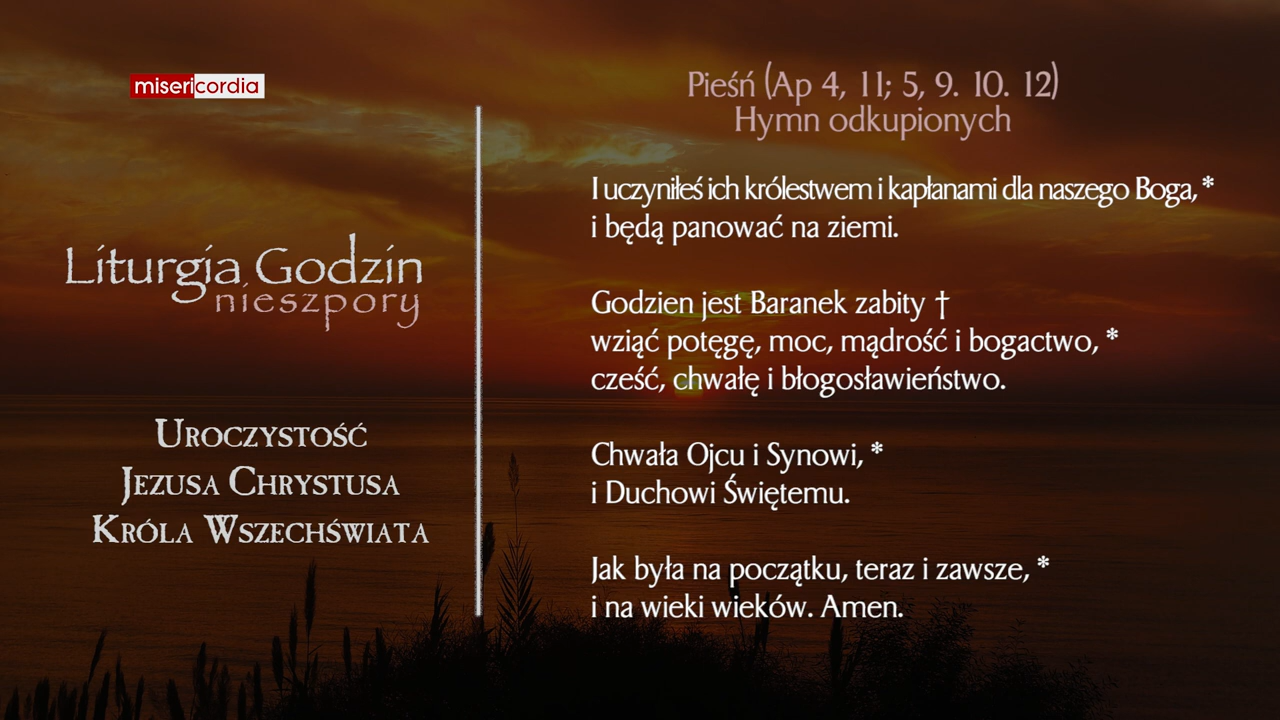 misericordia
Liturgia Godzin
nieszpory
Uroczystość
Jezusa Chrystusa
Króla Wszechświata
Pieśń (Ap 4, 11; 5, 9. 10. 12)
Hymn odkupionych
I uczyniłeś ich królestwem i kapłanami dla naszego Boga, *
i będą panować na ziemi.
Godzien jest Baranek zabity †
wziąć potęgę, moc, mądrość i bogactwo, *
cześć, chwałę i błogosławieństwo.
Chwała Ojcu i Synowi, *
i Duchowi Świętemu.
Jak była na początku, teraz i zawsze, *
i na wieki wieków. Amen.